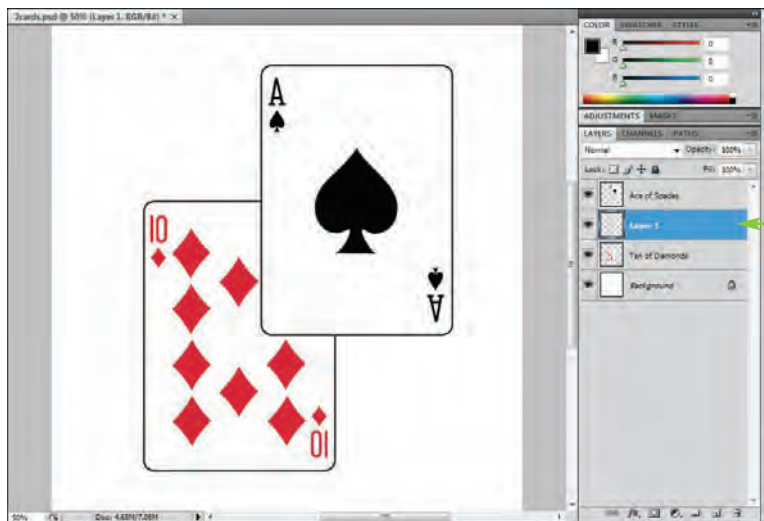 2cards.psd @ 50% (Layer 1, RGB/8#) * ×
COLOR SWATCHES STYLES
R 0
G 0
B 0
ADJUSTMENTS MASKS
LAYERS CHANNELS PATHS
Normal Opacity: 100%
Lock: Fill: 100%
Ace of Spades
Layer 1
Ten of Diamonds
Background
A
A
10
10
50% Doc: 4.68M/7.06M
fx